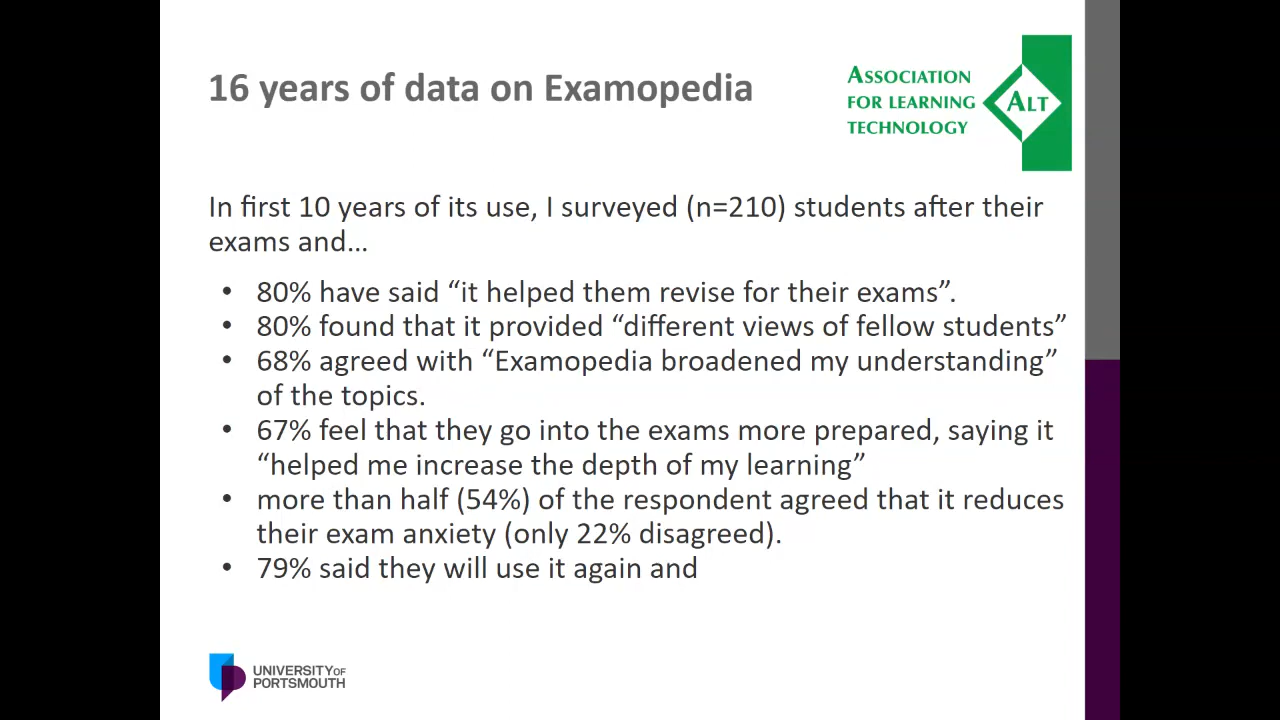 16 years of data on Examopedia
ASSOCIATION
FOR LEARNING
TECHNOLOGY
ALT
In first 10 years of its use, I surveyed (n=210) students after their
exams and…
• 80% have said “it helped them revise for their exams”.
• 80% found that it provided “different views of fellow students”
• 68% agreed with “Examopedia broadened my understanding”
of the topics.
• 67% feel that they go into the exams more prepared, saying it
“helped me increase the depth of my learning”
• more than half (54%) of the respondent agreed that it reduces
their exam anxiety (only 22% disagreed).
• 79% said they will use it again and
UNIVERSITY OF
PORTSMOUTH